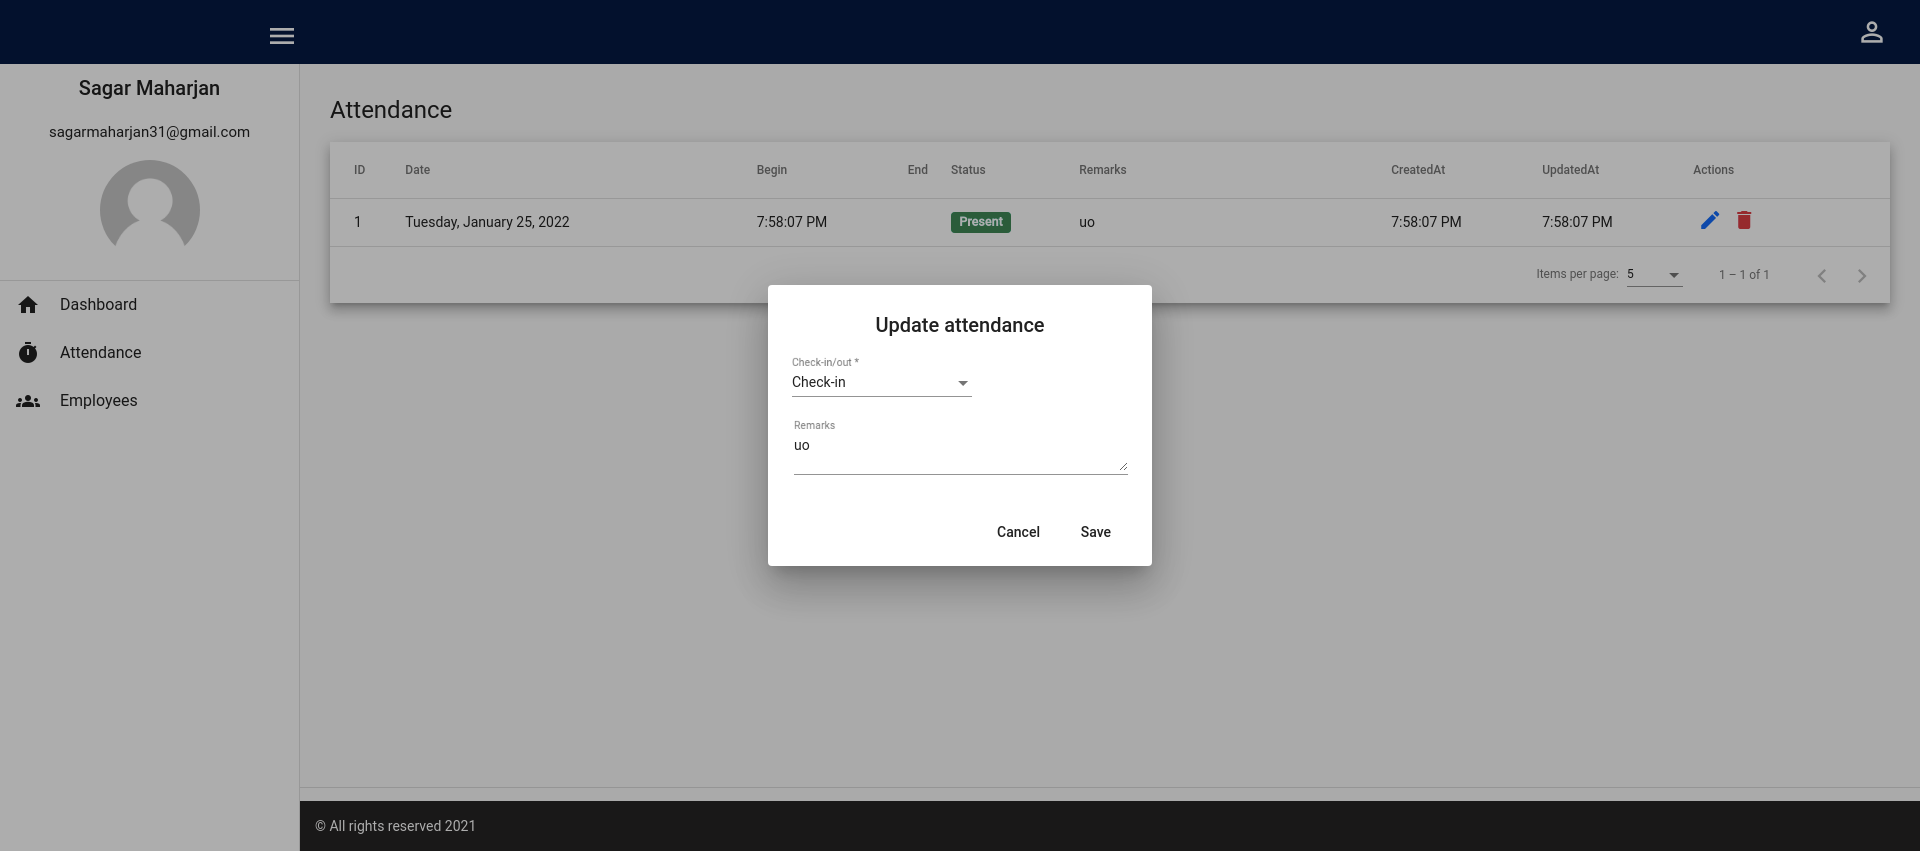 Sagar Maharjan
sagarmaharjan31@gmail.com
Dashboard
Attendance
Employees
Attendance
ID Date Begin End Status Remarks CreatedAt UpdatedAt Actions
1 Tuesday, January 25, 2022 7:58:07 PM Present uo 7:58:07 PM 7:58:07 PM
Items per page: 5 1 – 1 of 1
Update attendance
Check-in/out *
Check-in
Remarks
uo
Cancel Save
© All rights reserved 2021